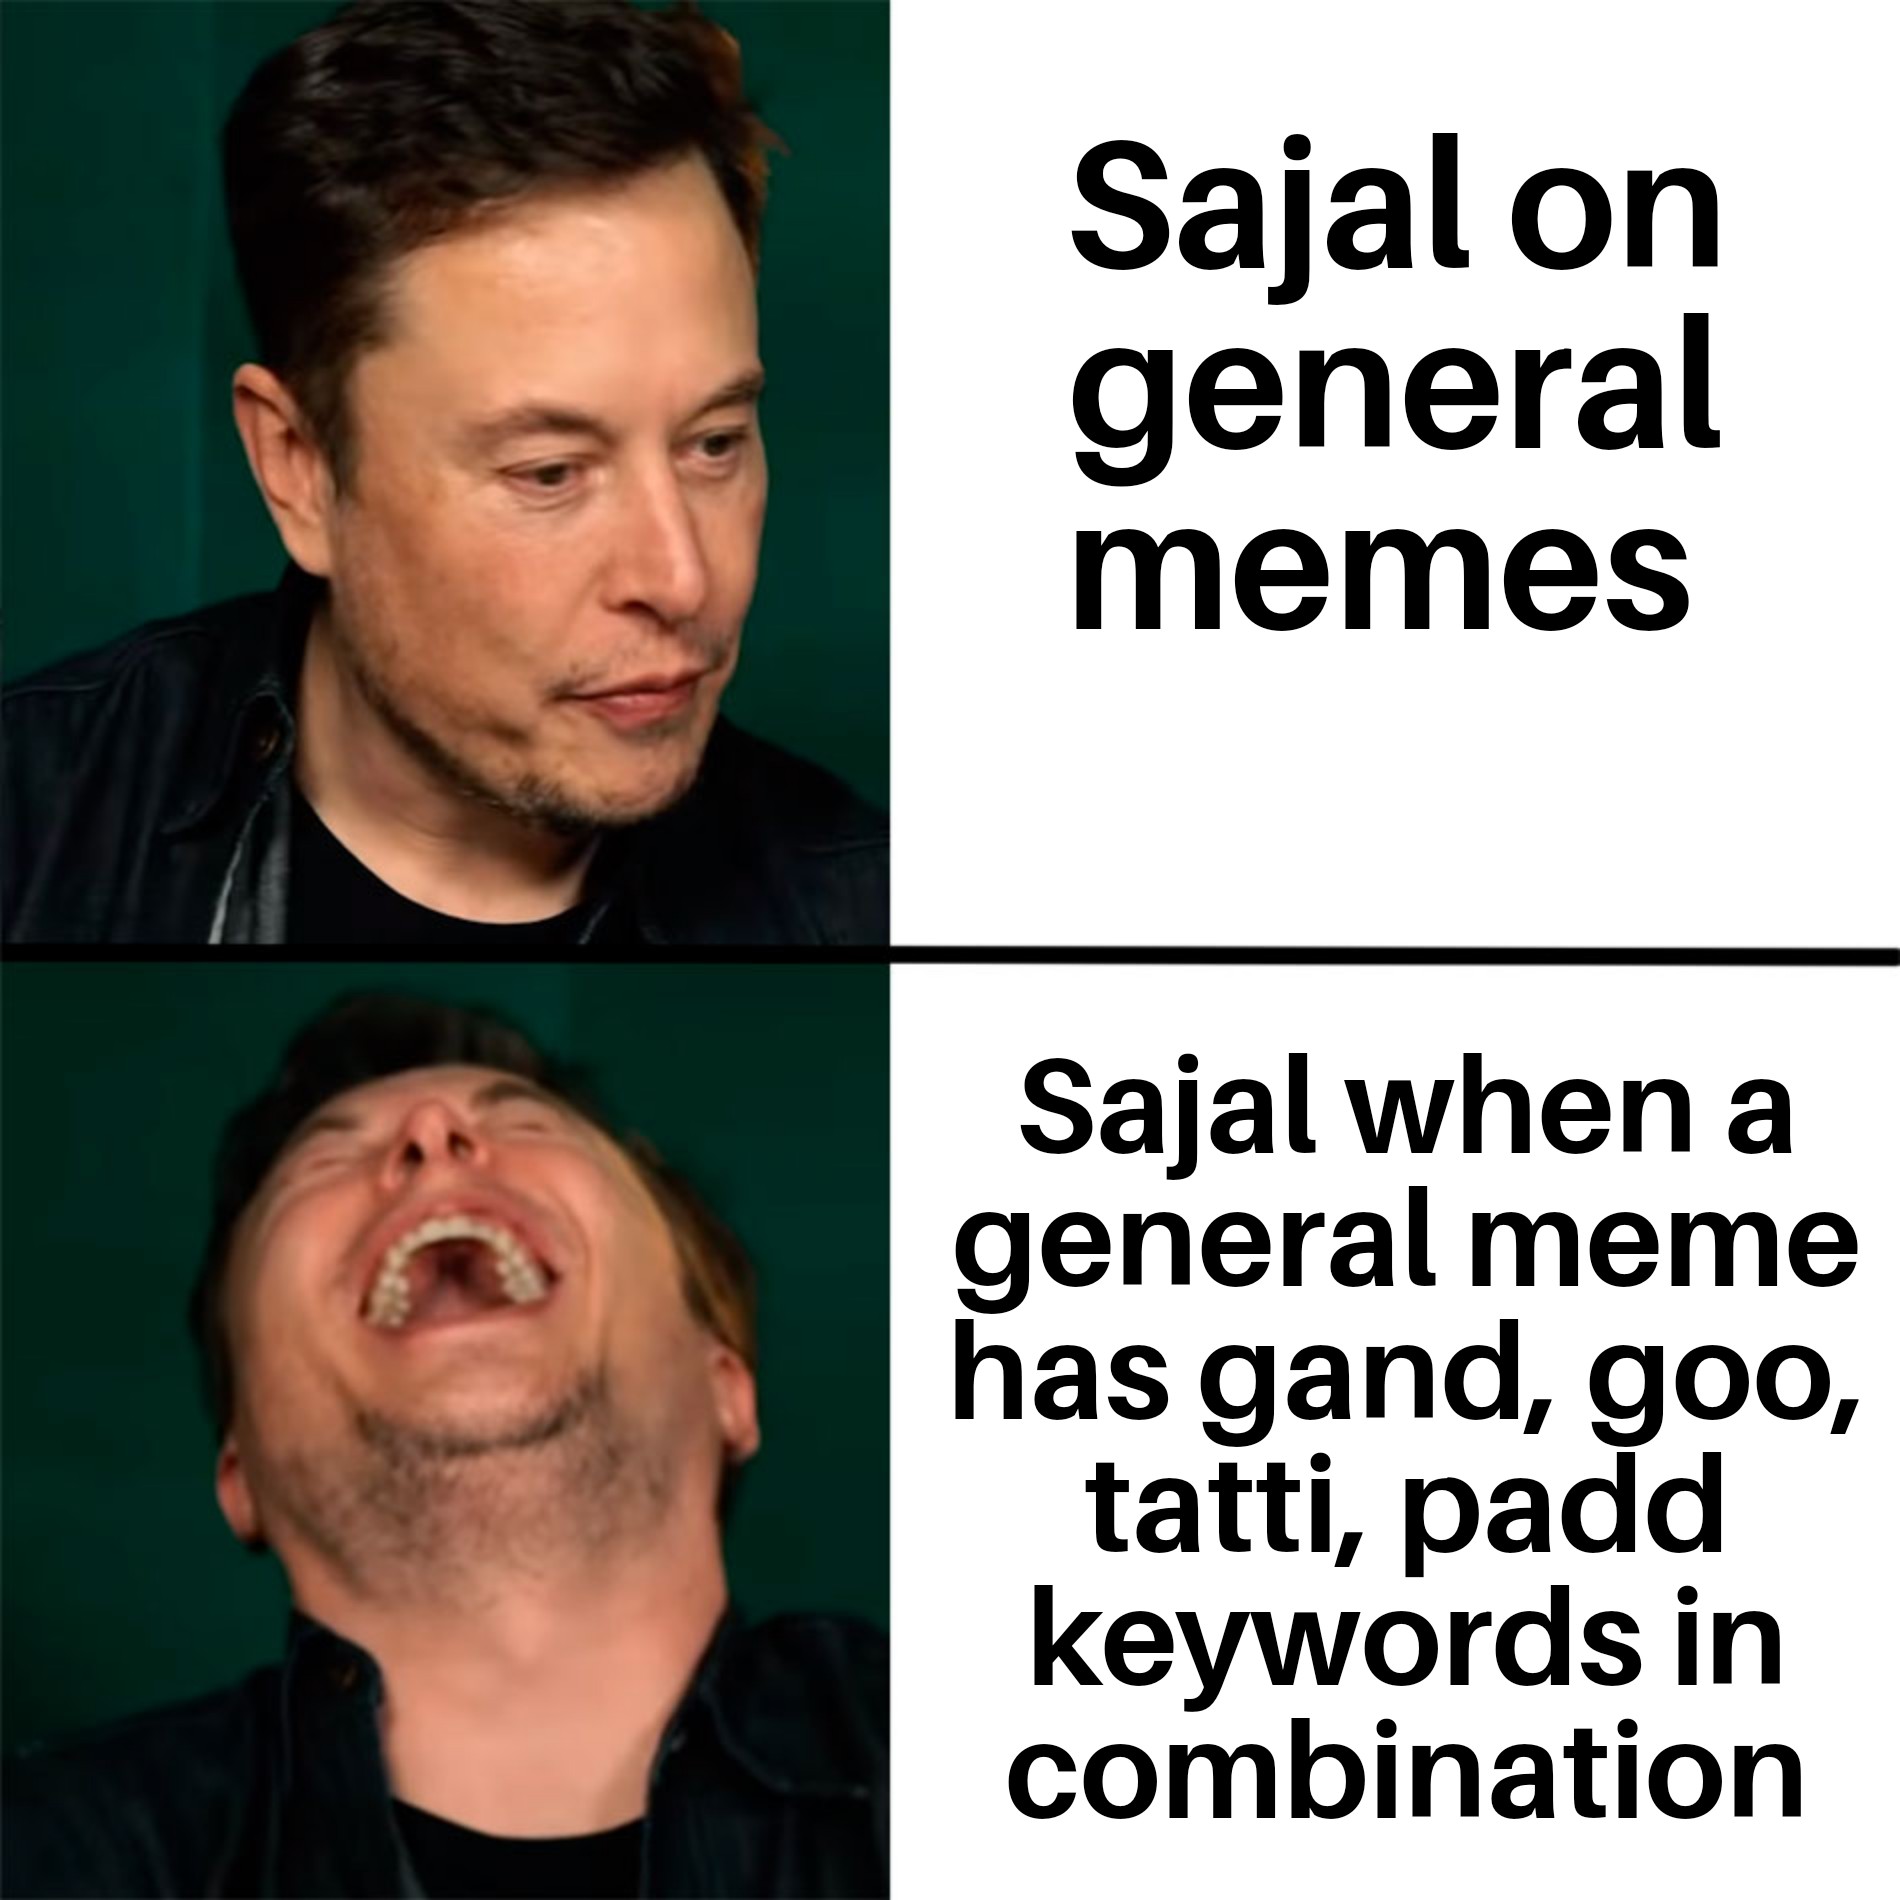 Sajal on
general
memes
Sajal when a
general meme
has gand, goo,
tatti, padd
keywords in
combination